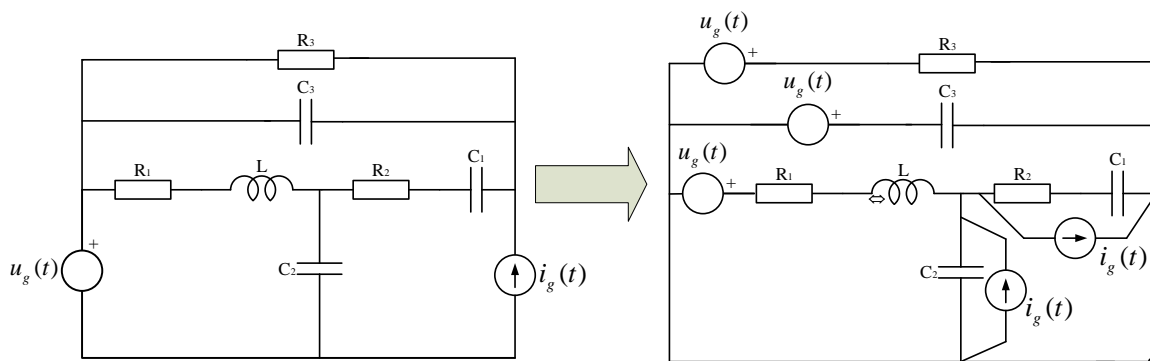 R3
C3
R1
L
R2
C1
+
ug(t)
C2
ig(t)
ug(t)
+
R3
ug(t)
+
C3
ug(t)
+
R1
L
⇔
R2
C1
ig(t)
C2
ig(t)